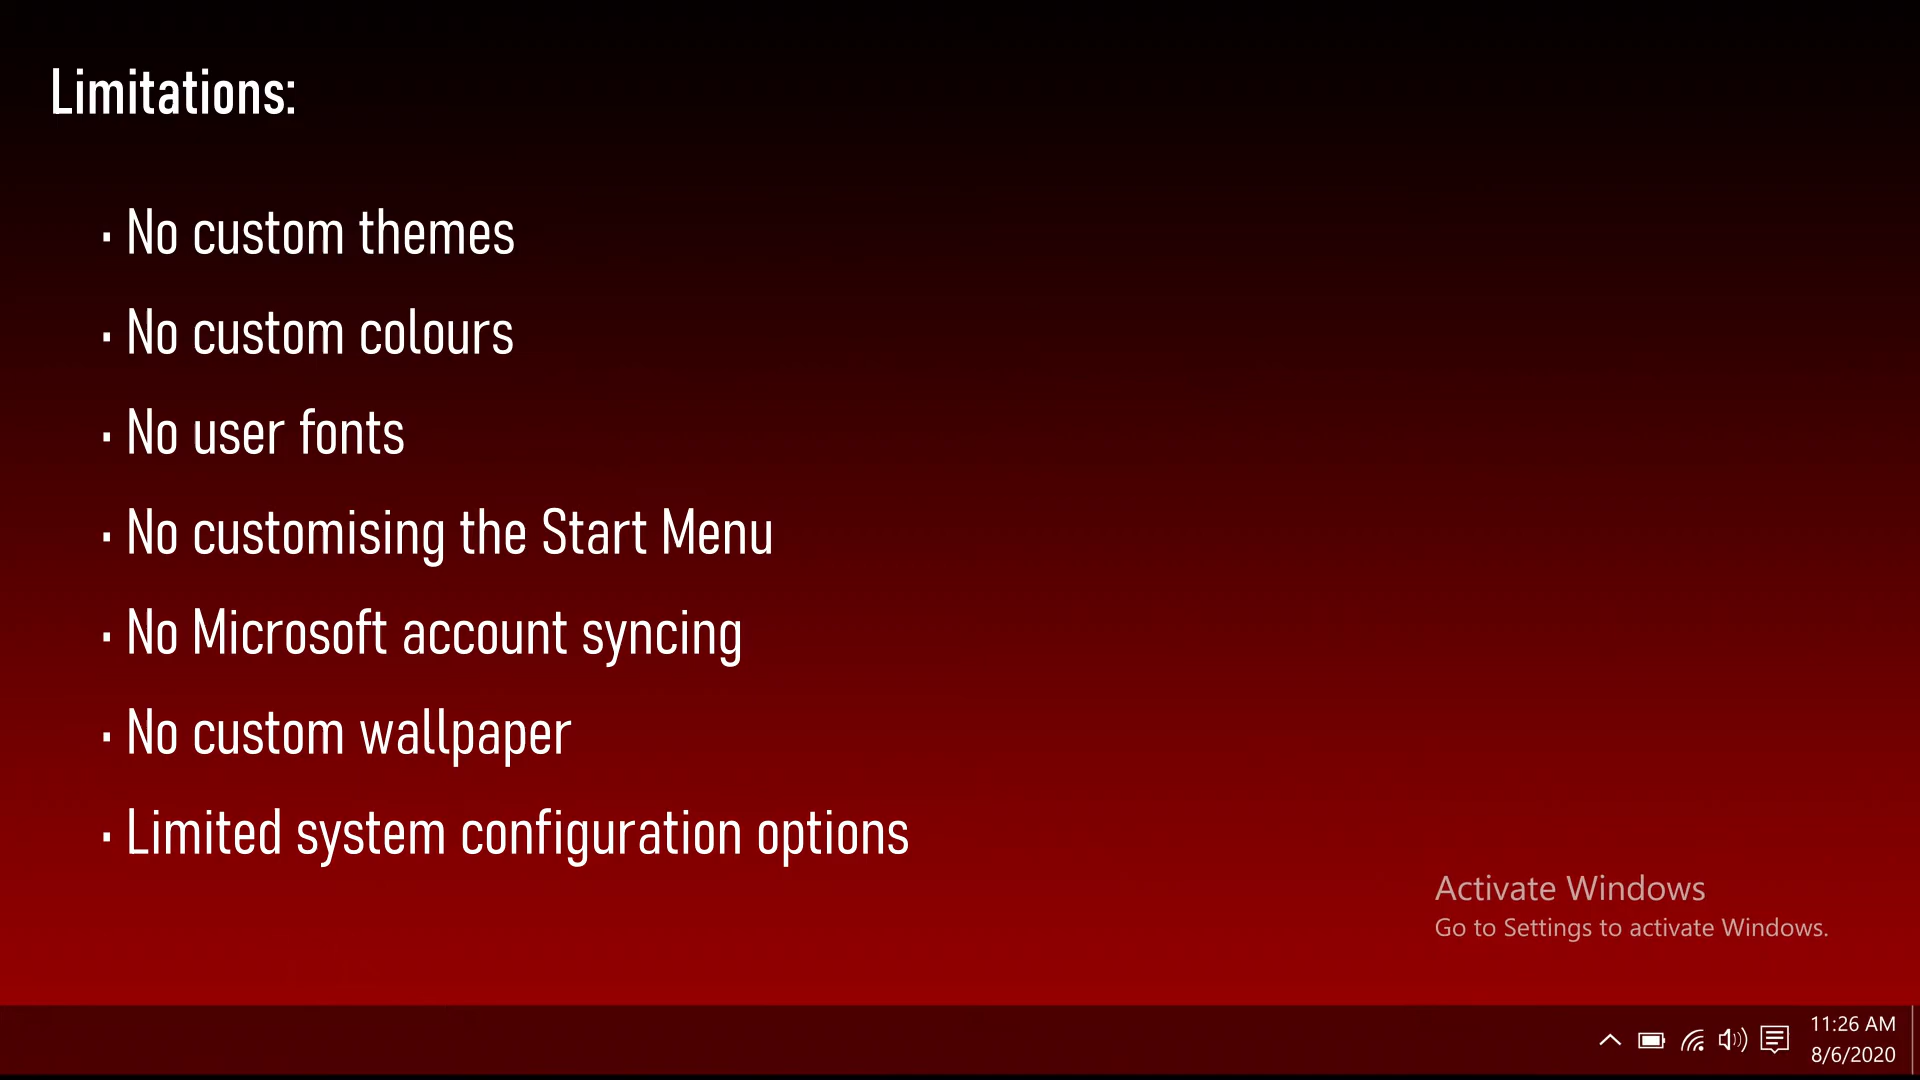 Limitations:
· No custom themes
· No custom colours
· No user fonts
· No customising the Start Menu
· No Microsoft account syncing
· No custom wallpaper
· Limited system configuration options
Activate Windows
Go to Settings to activate Windows.
11:26 AM
8/6/2020